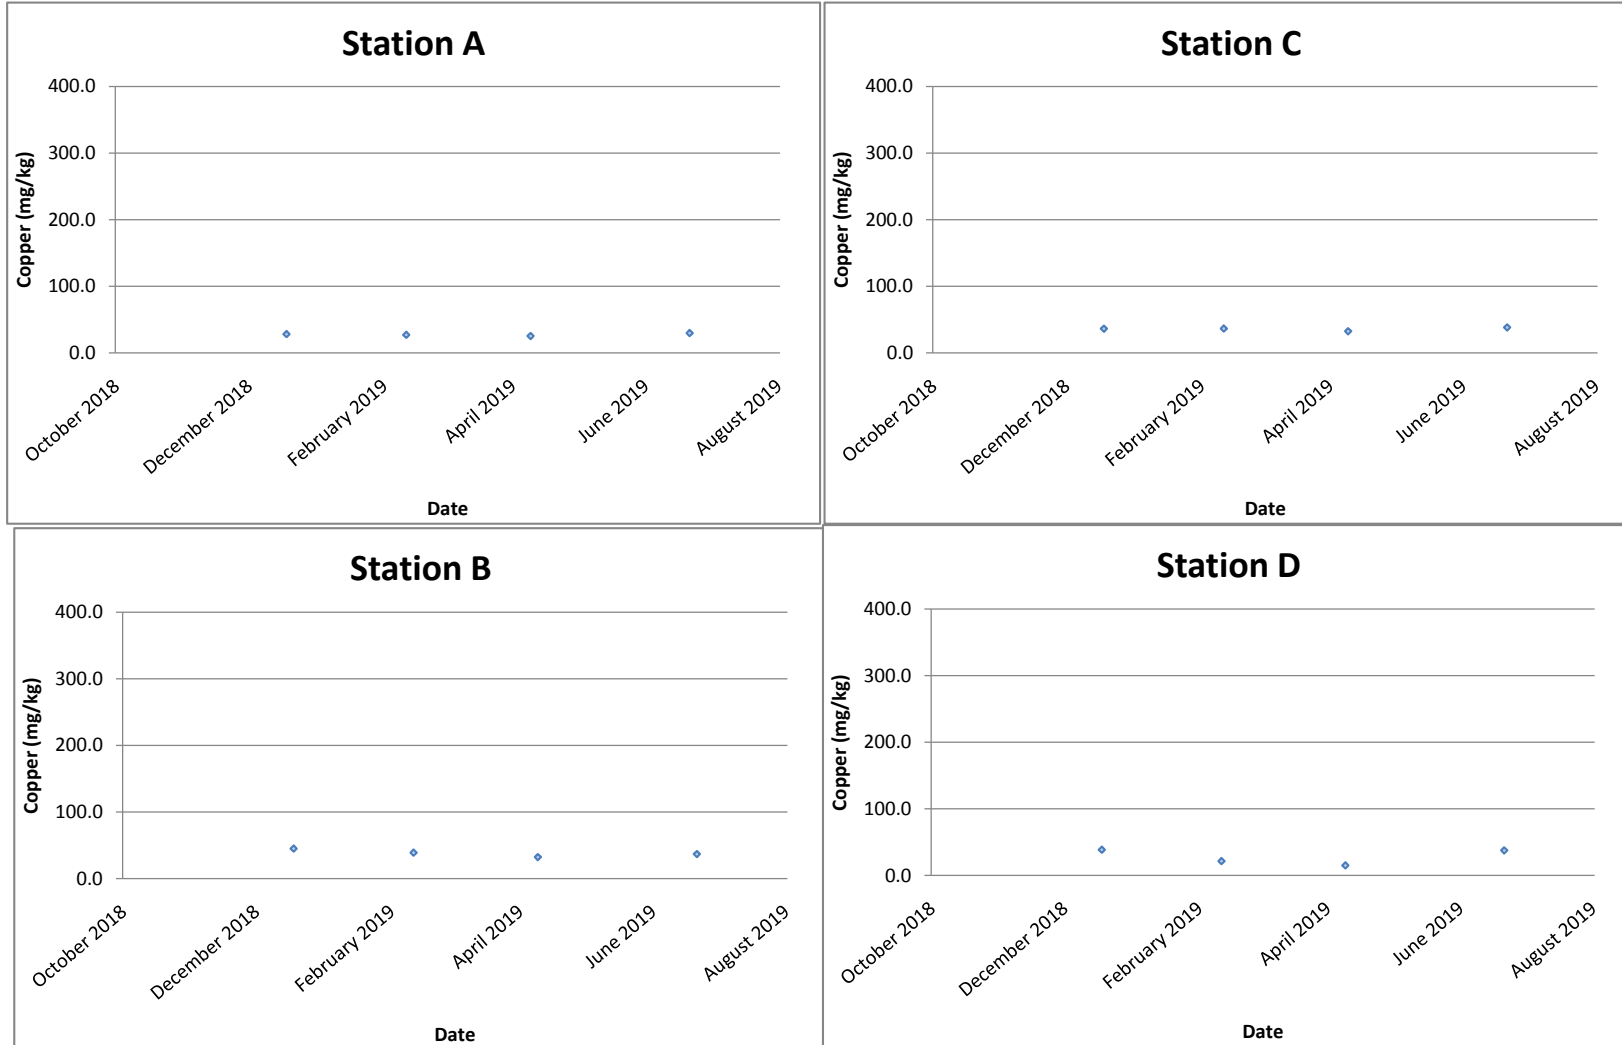 Station A
400.0
300.0
200.0
100.0
0.0
Copper (mg/kg)
October 2018
December 2018
February 2019
April 2019
June 2019
August 2019
Date
Station C
400.0
300.0
200.0
100.0
0.0
Copper (mg/kg)
October 2018
December 2018
February 2019
April 2019
June 2019
August 2019
Date
Station B
400.0
300.0
200.0
100.0
0.0
Copper (mg/kg)
October 2018
December 2018
February 2019
April 2019
June 2019
August 2019
Date
Station D
400.0
300.0
200.0
100.0
0.0
Copper (mg/kg)
October 2018
December 2018
February 2019
April 2019
June 2019
August 2019
Date